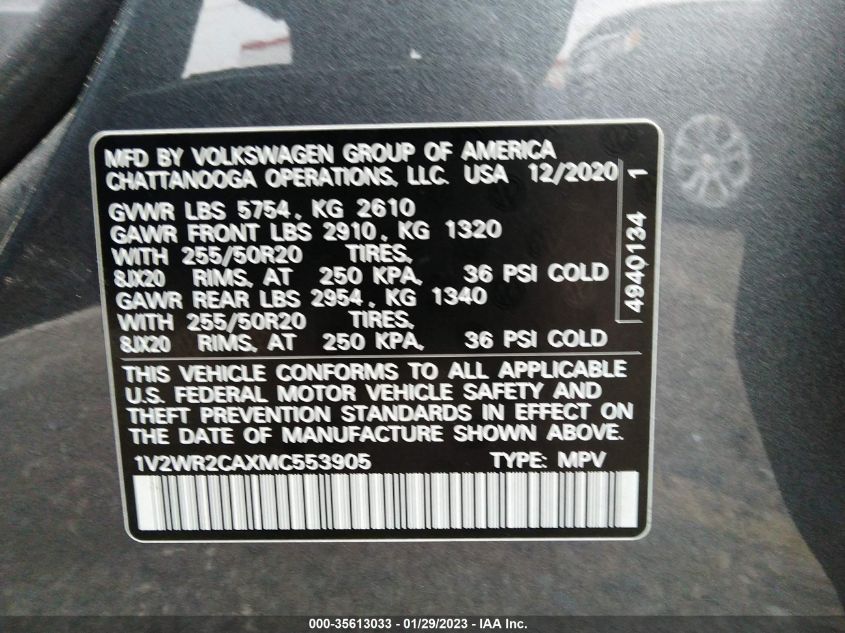 MFD BY VOLKSWAGEN GROUP OF AMERICA
CHATTANOOGA OPERATIONS, LLC. USA 12/2020
GVWR LBS 5754, KG 2610
GAWR FRONT LBS 2910, KG 1320
WITH 255/50R20 TIRES,
8JX20 RIMS, AT 250 KPA, 36 PSI COLD
GAWR REAR LBS 2954, KG 1340
WITH 255/50R20 TIRES,
8JX20 RIMS, AT 250 KPA, 36 PSI COLD
4940134 1
THIS VEHICLE CONFORMS TO ALL APPLICABLE
U.S. FEDERAL MOTOR VEHICLE SAFETY AND
THEFT PREVENTION STANDARDS IN EFFECT ON
THE DATE OF MANUFACTURE SHOWN ABOVE.
1V2WR2CAXMC553905 TYPE: MPV
000-35613033 - 01/29/2023 - IAA Inc.